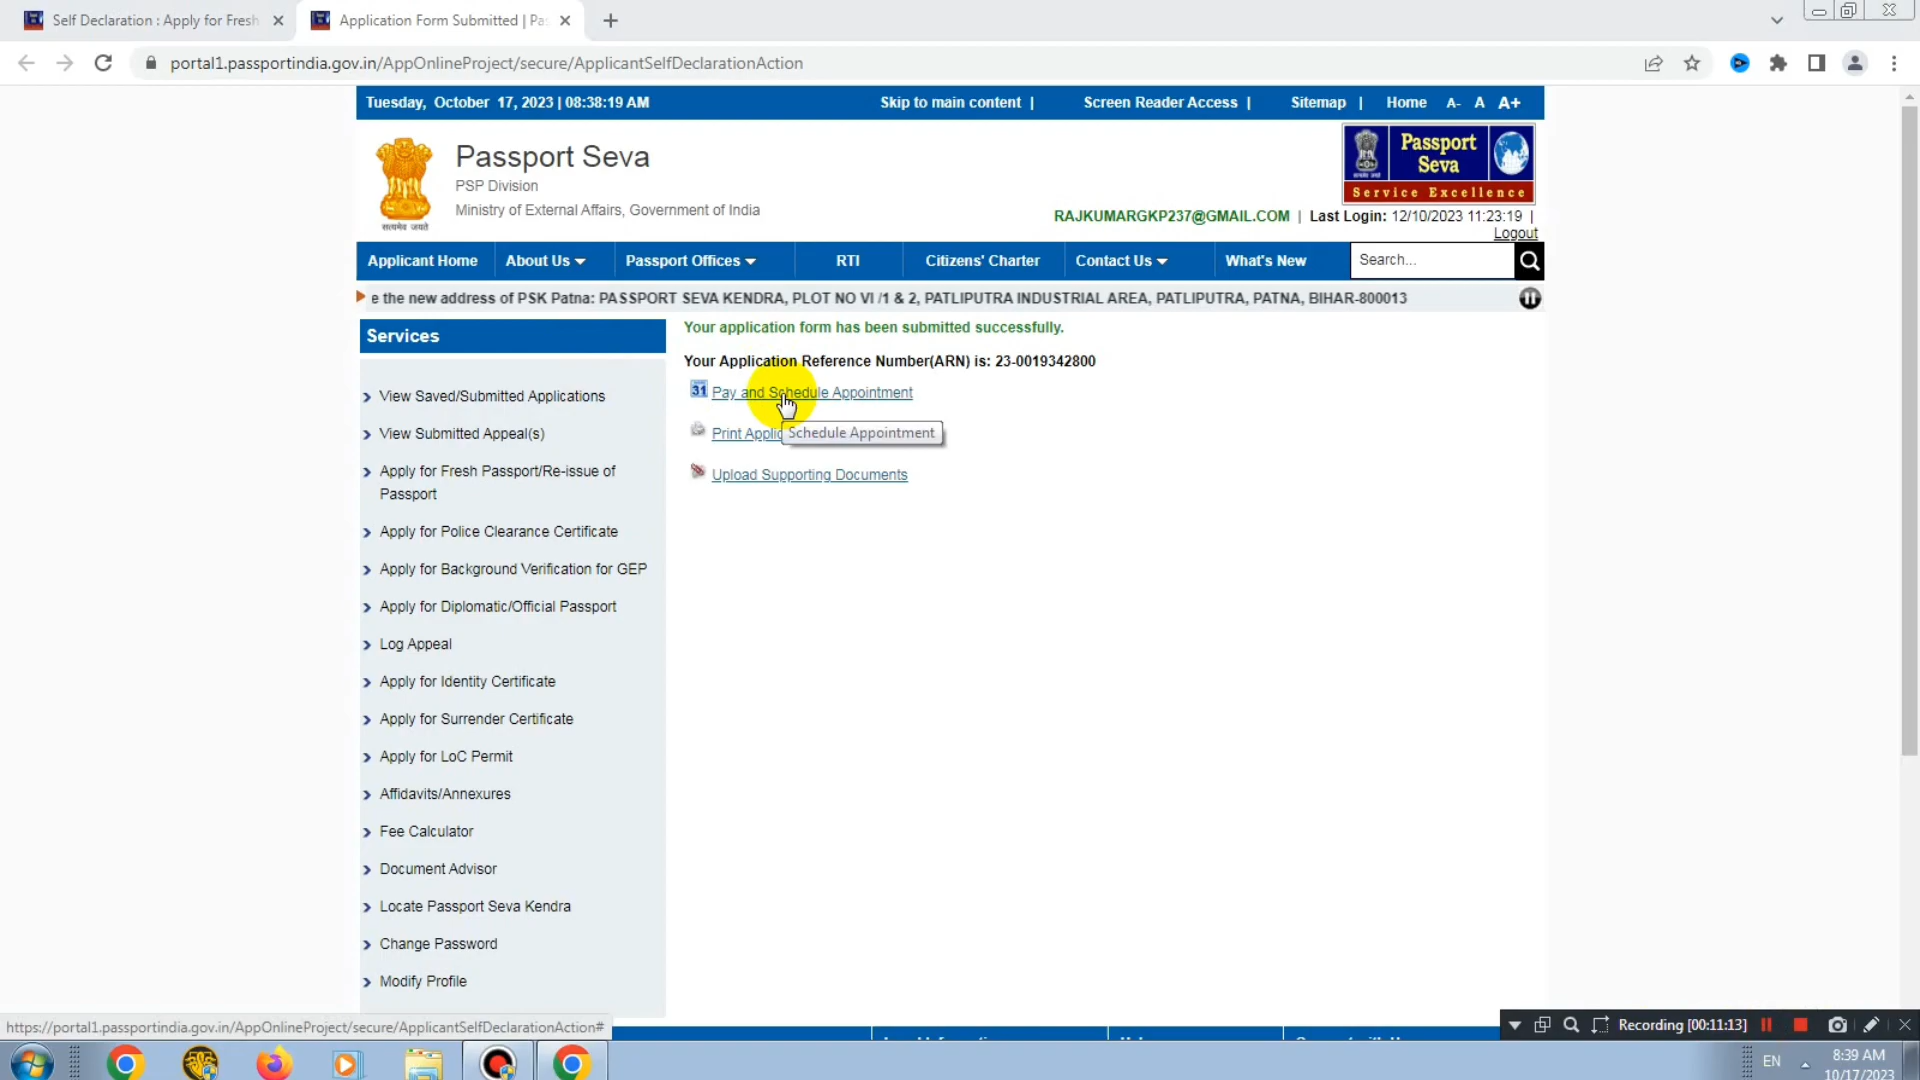 Self Declaration : Apply for Fresh
Application Form Submitted | Pas
portal1.passportindia.gov.in/AppOnlineProject/secure/ApplicantSelfDeclarationAction
Tuesday, October 17, 2023 | 08:38:19 AM
Skip to main content | Screen Reader Access | Sitemap | Home A- A A+
Passport Seva
PSP Division
Ministry of External Affairs, Government of India
सत्यमेव जयते
Passport
Seva
Service Excellence
RAJKUMARGKP237@GMAIL.COM | Last Login: 12/10/2023 11:23:19 |
Logout
Applicant Home About Us Passport Offices RTI Citizens' Charter Contact Us What's New Search...
e the new address of PSK Patna: PASSPORT SEVA KENDRA, PLOT NO VI /1 & 2, PATLIPUTRA INDUSTRIAL AREA, PATLIPUTRA, PATNA, BIHAR-800013
Services
View Saved/Submitted Applications
View Submitted Appeal(s)
Apply for Fresh Passport/Re-issue of
Passport
Apply for Police Clearance Certificate
Apply for Background Verification for GEP
Apply for Diplomatic/Official Passport
Log Appeal
Apply for Identity Certificate
Apply for Surrender Certificate
Apply for LoC Permit
Affidavits/Annexures
Fee Calculator
Document Advisor
Locate Passport Seva Kendra
Change Password
Modify Profile
Your application form has been submitted successfully.
Your Application Reference Number(ARN) is: 23-0019342800
31 Pay and Schedule Appointment
Print Applic
Schedule Appointment
Upload Supporting Documents
https://portal1.passportindia.gov.in/AppOnlineProject/secure/ApplicantSelfDeclarationAction#
Recording [00:11:13]
EN
8:39 AM
10/17/2023